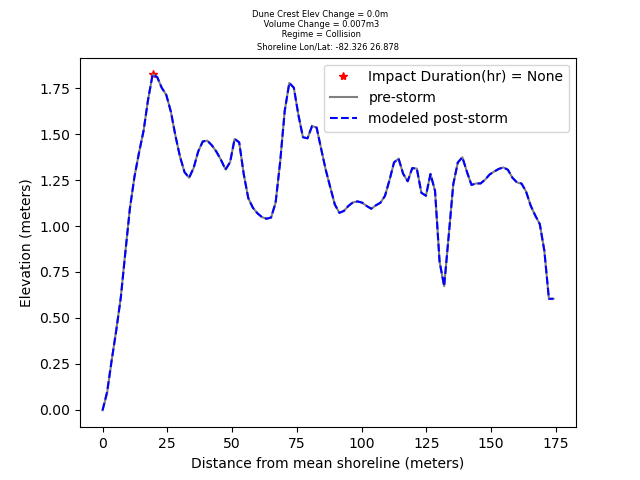 Dune Crest Elev Change = 0.0m
Volume Change = 0.007m3
Regime = Collision
Shoreline Lon/Lat: -82.326 26.878
Impact Duration(hr) = None
pre-storm
modeled post-storm
Elevation (meters)
1.75
1.50
1.25
1.00
0.75
0.50
0.25
0.00
0 25 50 75 100 125 150 175
Distance from mean shoreline (meters)